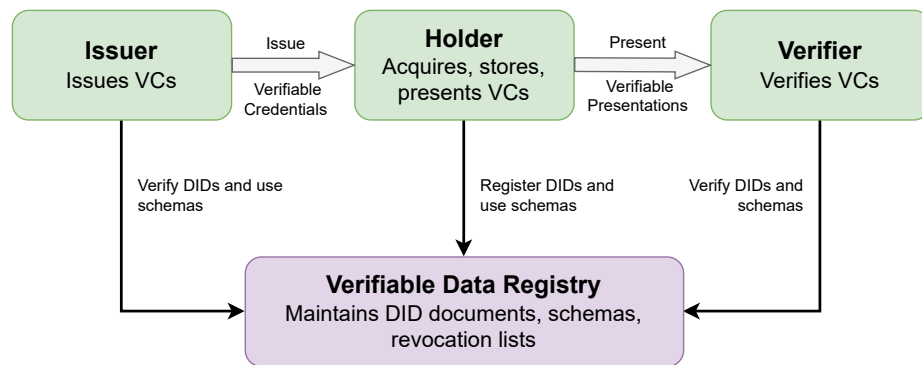 Issuer
Issues VCs
Issue
Verifiable
Credentials
Holder
Acquires, stores,
presents VCs
Present
Verifiable
Presentations
Verifier
Verifies VCs
Verify DIDs and use
schemas
Register DIDs and
use schemas
Verify DIDs and
schemas
Verifiable Data Registry
Maintains DID documents, schemas,
revocation lists